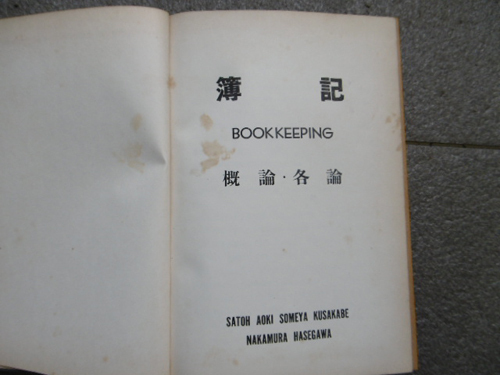 簿 記
BOOKKEEPING
概 論・各 論
SATOH AOKI SOMEYA KUSAKABE
NAKAMURA HASEGAWA